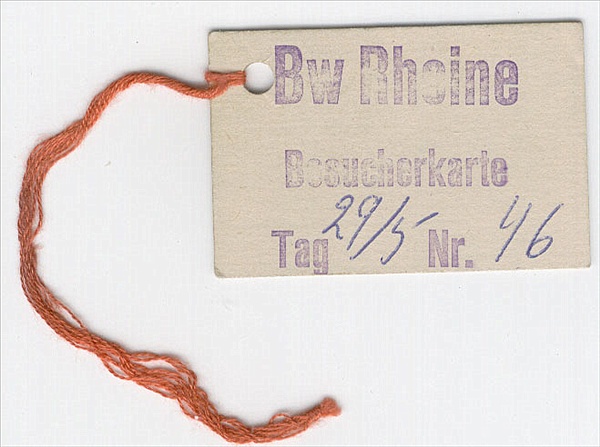 Bw Rheine
Besucherkarte
Tag 29/5 Nr. 46